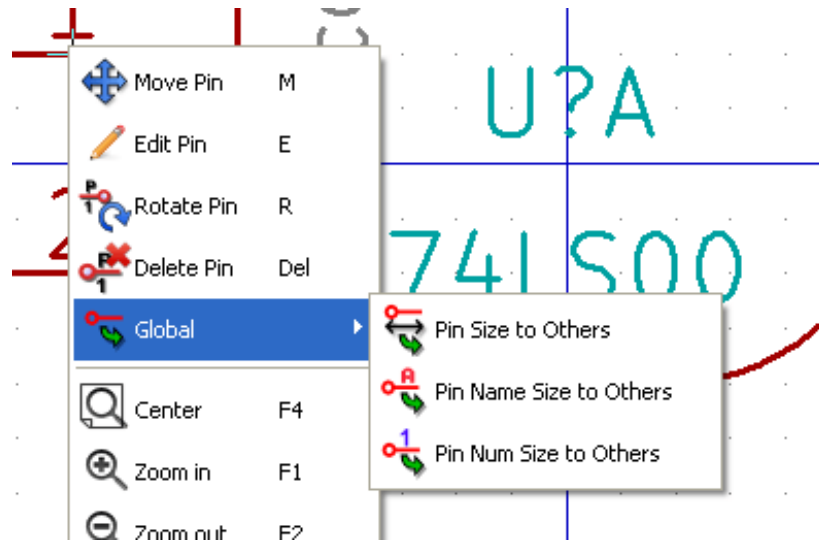 U?A
Move Pin M
Edit Pin E
Rotate Pin R
Delete Pin Del
74LS00
Global
Pin Size to Others
Pin Name Size to Others
Pin Num Size to Others
Center F4
Zoom in F1
Zoom out F2